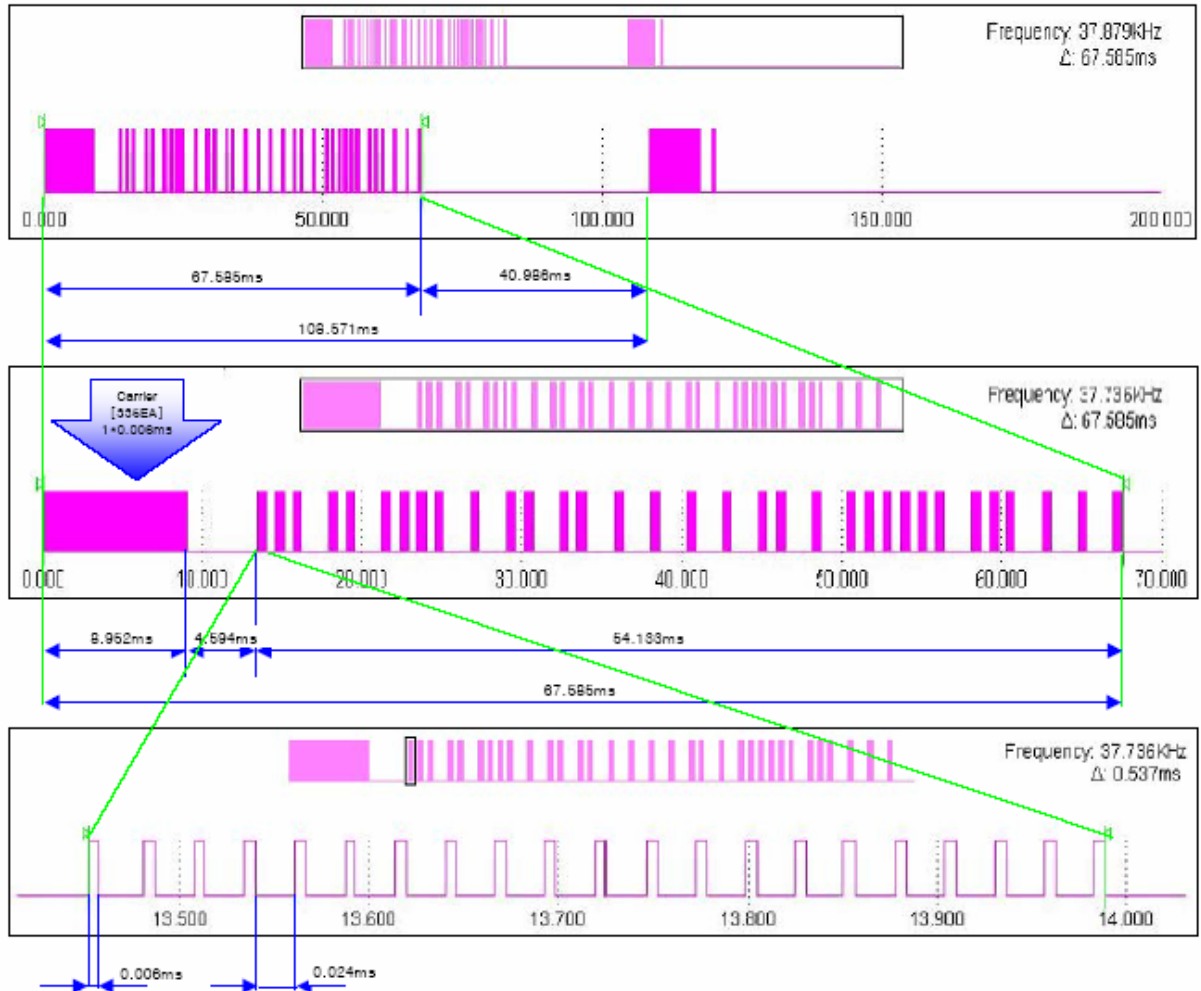 Frequency: 37.879KHz
Δ: 67.585ms
0.000 50.000 100.000 150.000 200.000
67.585ms 40.986ms
108.571ms
Carrier
[336EA]
1*0.006ms
Frequency: 37.736KHz
Δ: 67.585ms
0.000 10.000 20.000 30.000 40.000 50.000 60.000 70.000
8.952ms 4.594ms 54.133ms
67.585ms
Frequency: 37.736KHz
Δ: 0.537ms
13.500 13.600 13.700 13.800 13.900 14.000
0.006ms 0.024ms